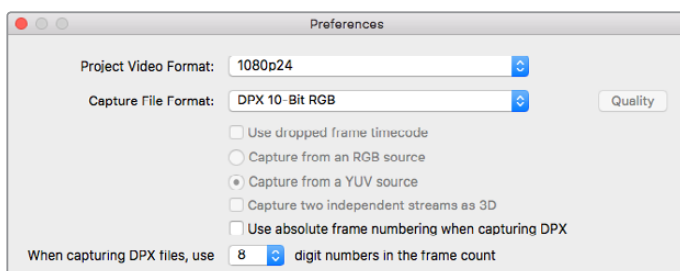 Preferences
Project Video Format: 1080p24
Capture File Format: DPX 10-Bit RGB Quality
Use dropped frame timecode
Capture from an RGB source
Capture from a YUV source
Capture two independent streams as 3D
Use absolute frame numbering when capturing DPX
When capturing DPX files, use 8 digit numbers in the frame count